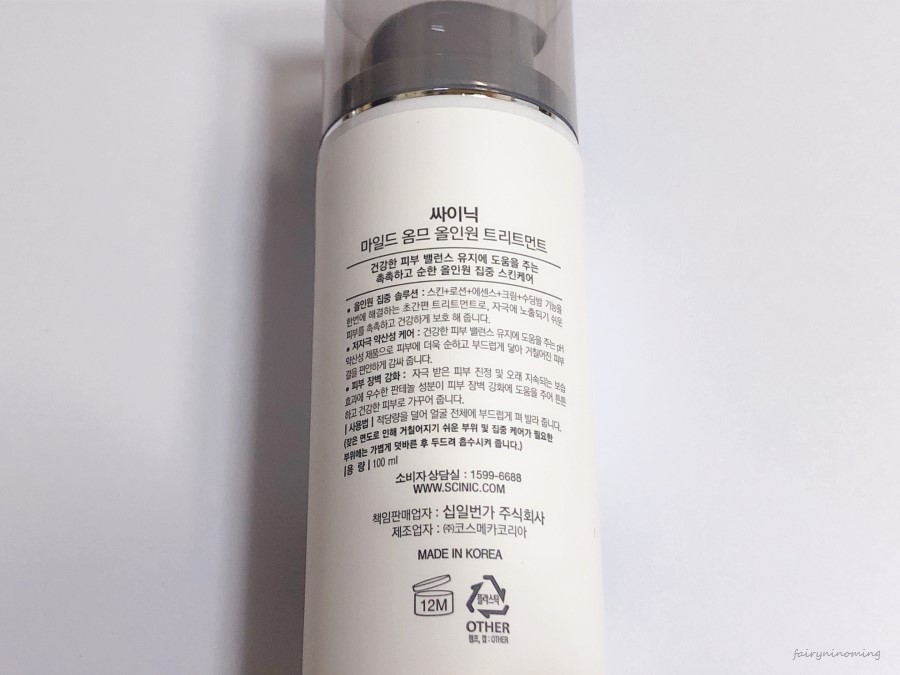 싸이닉
마일드 옴므 올인원 트리트먼트
건강한 피부 밸런스 유지에 도움을 주는
촉촉하고 순한 올인원 집중 스킨케어
• 올인원 집중 솔루션 : 스킨+로션+에센스+크림+수딩밤 기능을
한번에 해결하는 초간편 트리트먼트로, 자극에 노출되기 쉬운
피부를 촉촉하고 건강하게 보호 해 줍니다.
• 저자극 약산성 케어 : 건강한 피부 밸런스 유지에 도움을 주는 pH
약산성 제품으로 피부에 더욱 순하고 부드럽게 닿아 거칠어진 피부
결을 편안하게 감싸 줍니다.
• 피부 장벽 강화 : 자극 받은 피부 진정 및 오래 지속되는 보습
효과에 우수한 판테놀 성분이 피부 장벽 강화에 도움을 주어 튼튼
하고 건강한 피부로 가꾸어 줍니다.
| 사용법 | 적당량을 덜어 얼굴 전체에 부드럽게 펴 발라 줍니다.
(잦은 면도로 인해 거칠어지기 쉬운 부위 및 집중 케어가 필요한
부위에는 가볍게 덧바른 후 두드려 흡수시켜 줍니다.)
| 용 량 | 100 ml
소비자 상담실 : 1599-6688
WWW.SCINIC.COM
책임판매업자 : 십일번가 주식회사
제조업자 : ㈜코스메카코리아
MADE IN KOREA
12M
플라스틱
OTHER
펌프, 캡 : OTHER
fairyninoming